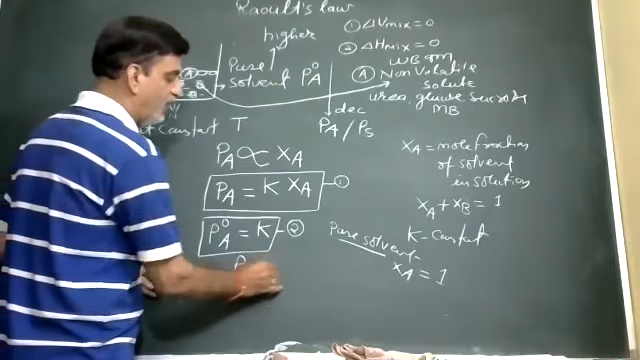 Raoult's law
① ΔVmix = 0
higher
② ΔHmix = 0
A
Pure
solvent P°A
WB TM
Ⓐ Non Volatile
solute
urea, glucose, sucrose
MB
dec
PA / Ps
at Constant T
PA ∝ XA
PA = K XA - ①
P°A = K - ②
P
XA = mole fraction
of solvent
in solution
XA + XB = 1
K - Constant
Pure solvent
XA = 1